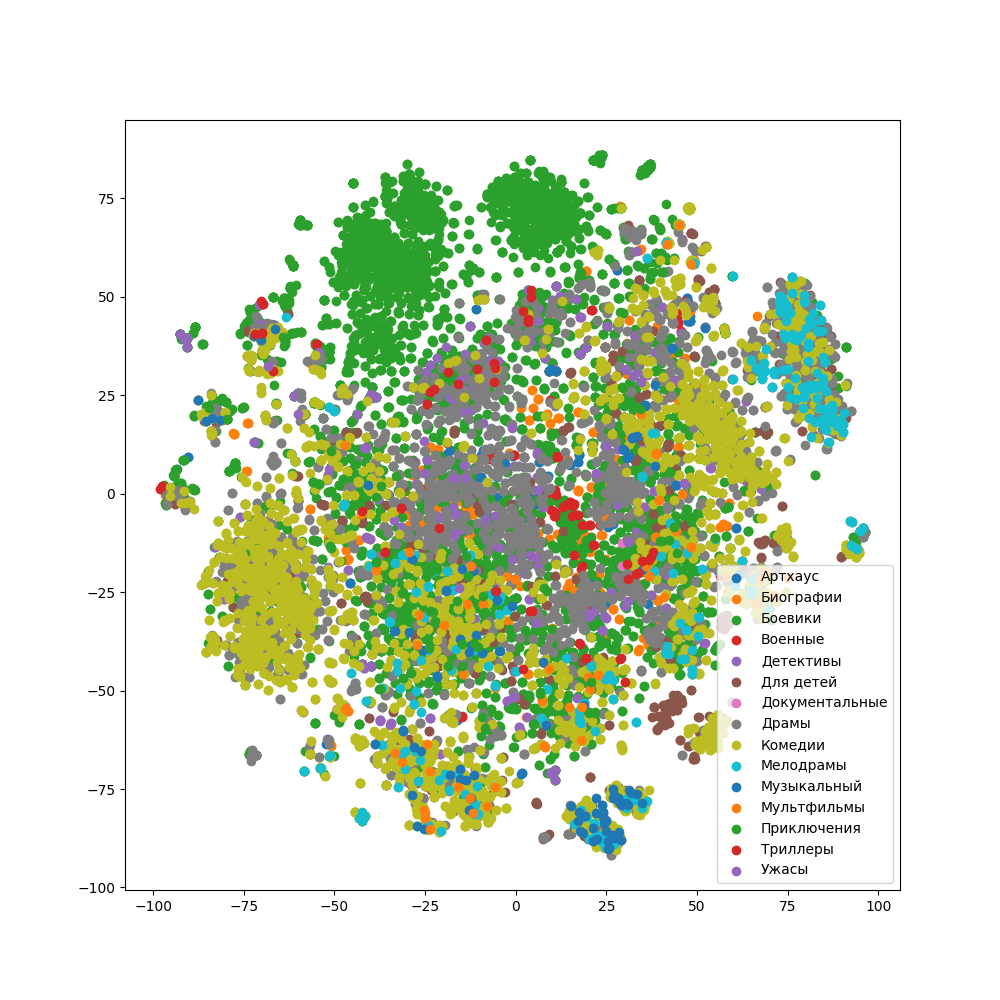 75
50
25
0
−25
−50
−75
−100
−100
−75
−50
−25
0
25
50
75
100
Артхаус
Биографии
Боевики
Военные
Детективы
Для детей
Документальные
Драмы
Комедии
Мелодрамы
Музыкальный
Мультфильмы
Приключения
Триллеры
Ужасы